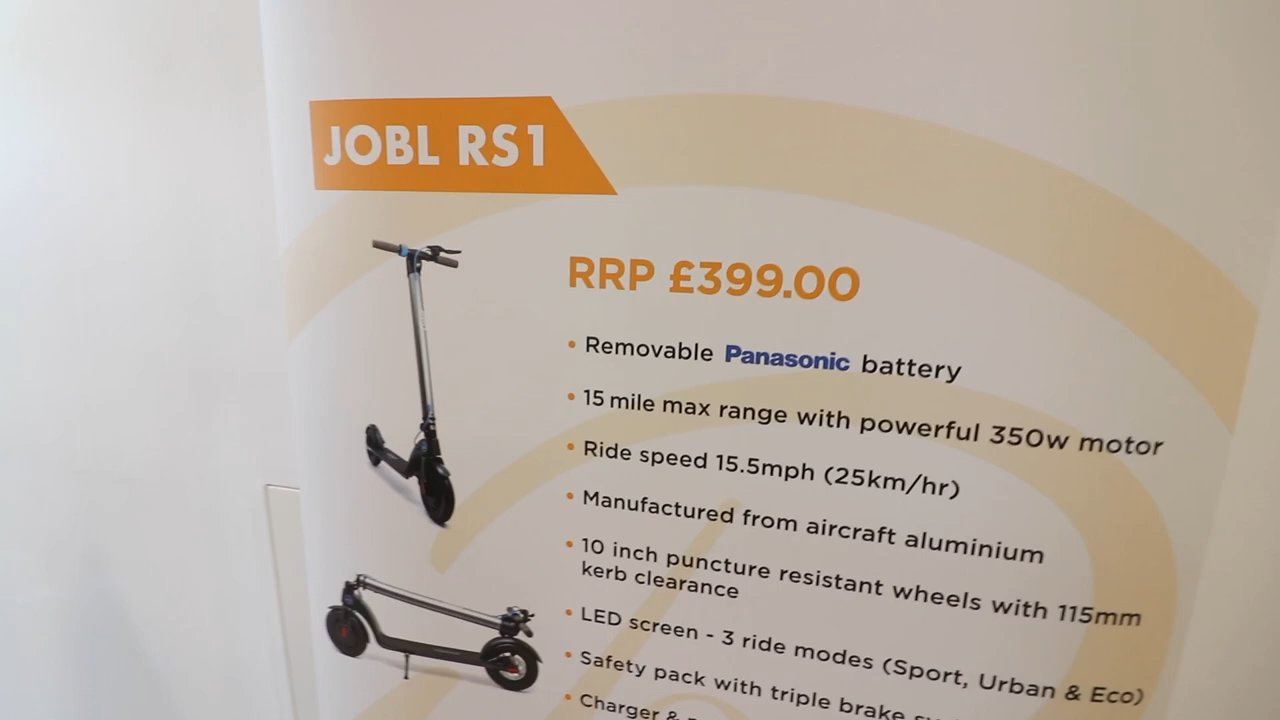 JOBL RS1
RRP £399.00
• Removable Panasonic battery
• 15 mile max range with powerful 350w motor
• Ride speed 15.5mph (25km/hr)
• Manufactured from aircraft aluminium
• 10 inch puncture resistant wheels with 115mm
kerb clearance
• LED screen - 3 ride modes (Sport, Urban & Eco)
• Safety pack with triple brake
• Charger &